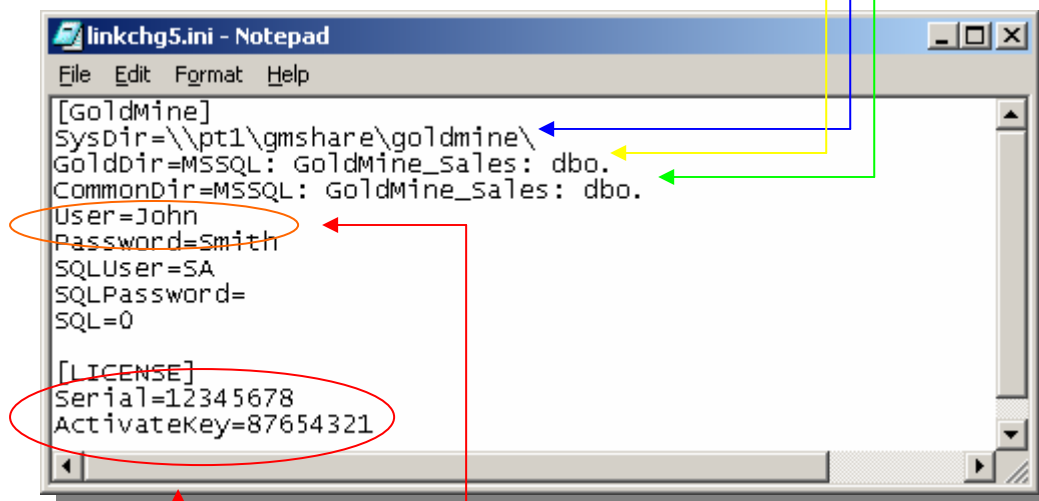 linkchg5.ini - Notepad
File Edit Format Help
[GoldMine]
SysDir=\\pt1\gmshare\goldmine\
GoldDir=MSSQL: GoldMine_Sales: dbo.
CommonDir=MSSQL: GoldMine_Sales: dbo.
User=John
Password=Smith
SQLUser=SA
SQLPassword=
SQL=0
[LICENSE]
Serial=12345678
ActivateKey=87654321